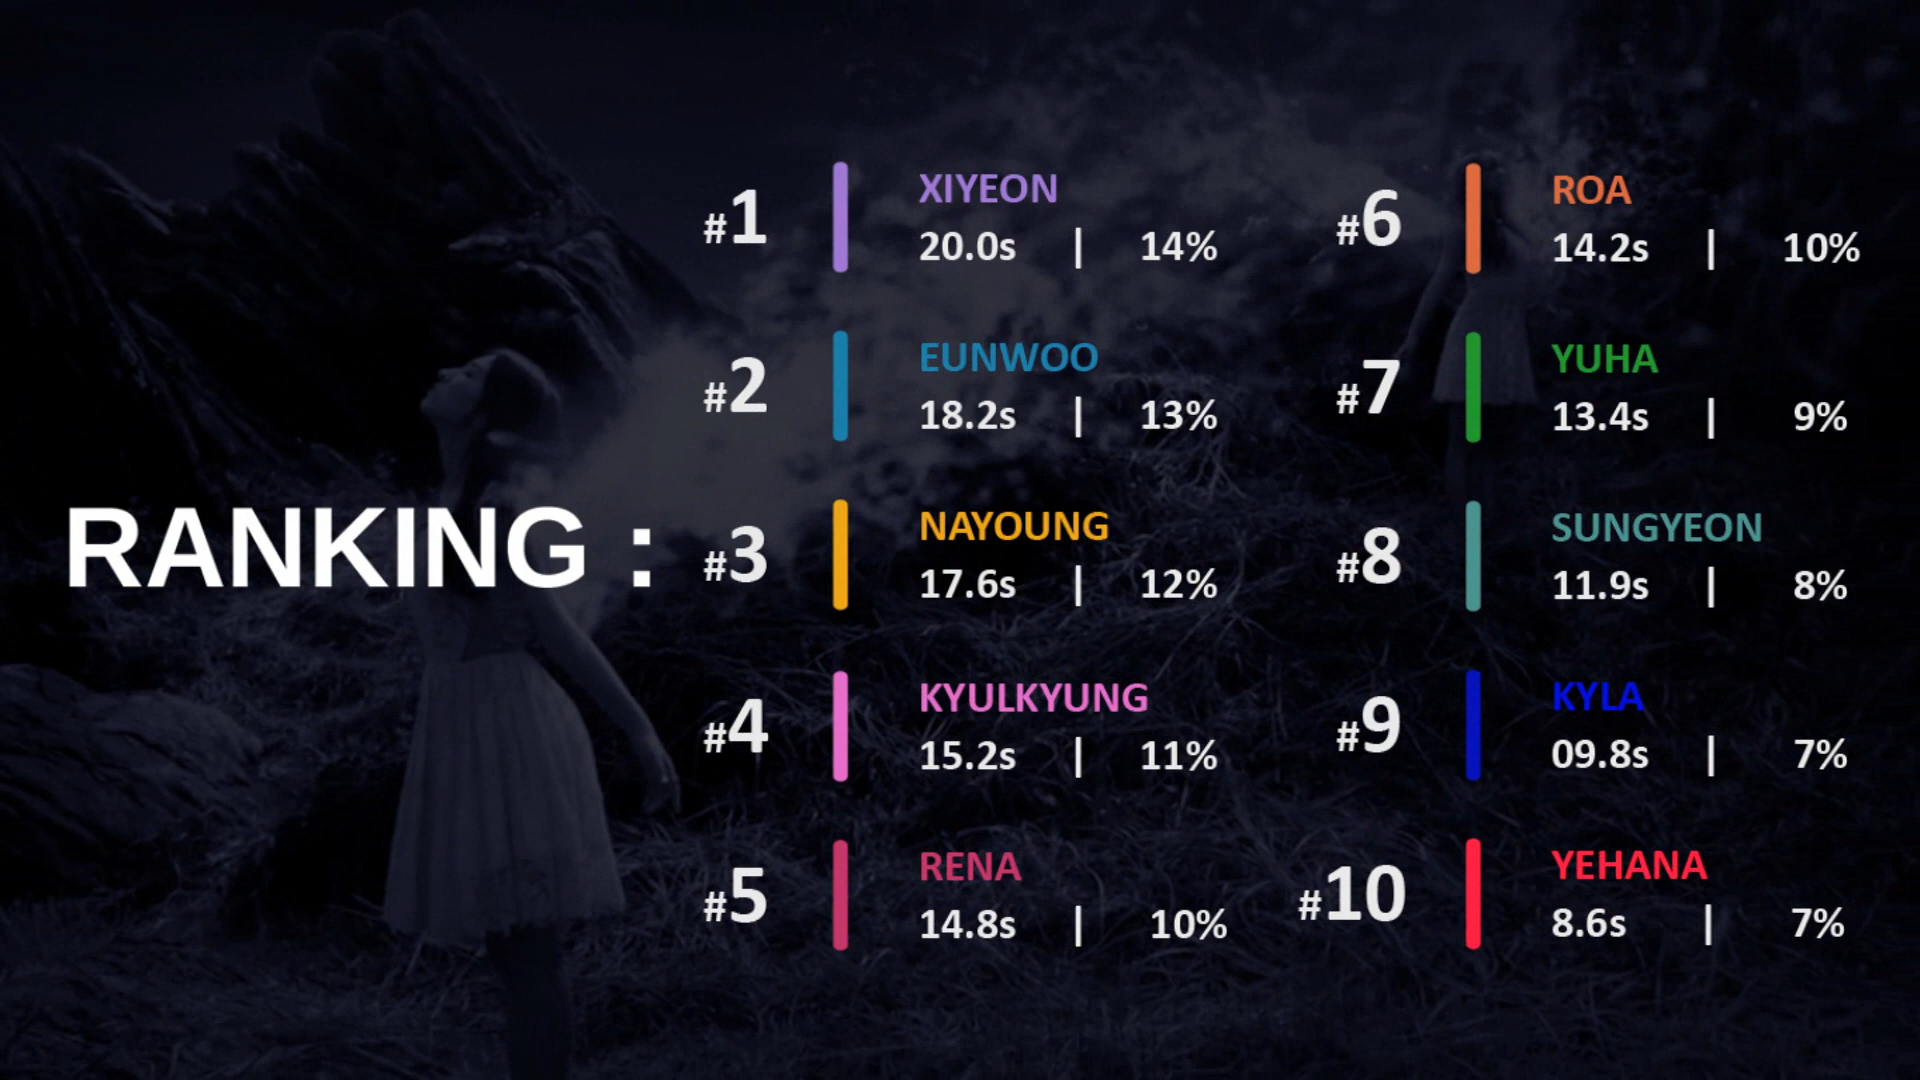 RANKING :
#1
XIYEON
20.0s | 14%
#2
EUNWOO
18.2s | 13%
#3
NAYOUNG
17.6s | 12%
#4
KYULKYUNG
15.2s | 11%
#5
RENA
14.8s | 10%
#6
ROA
14.2s | 10%
#7
YUHA
13.4s | 9%
#8
SUNGYEON
11.9s | 8%
#9
KYLA
09.8s | 7%
#10
YEHANA
8.6s | 7%